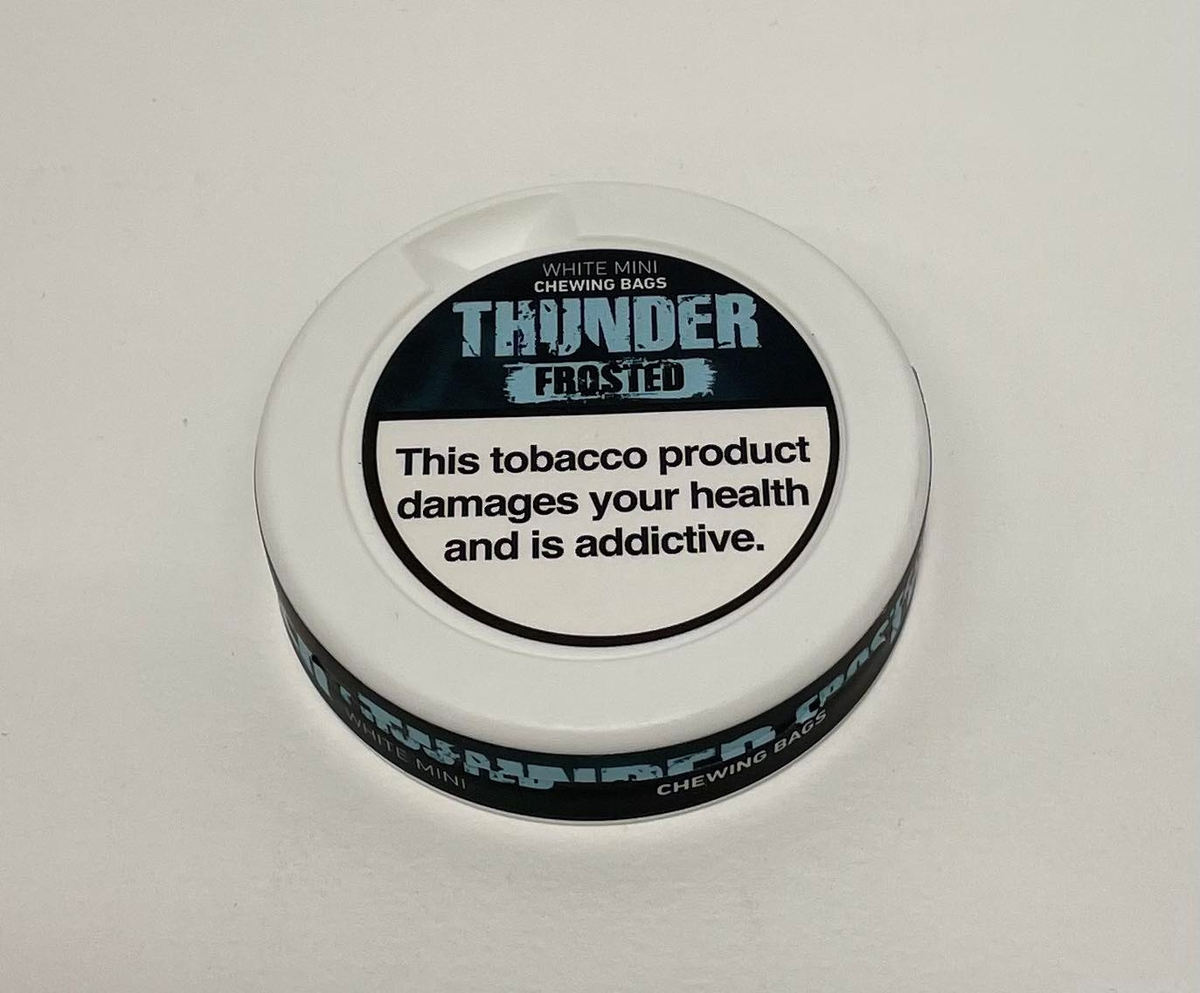 WHITE MINI
CHEWING BAGS
THUNDER
FROSTED
This tobacco product
damages your health
and is addictive.
THUNDER
WHITE MINI
CHEWING BAGS